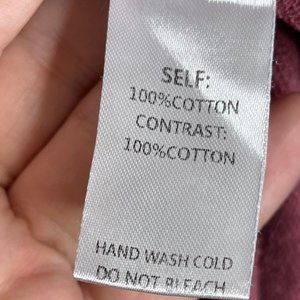 SELF:
100%COTTON
CONTRAST:
100%COTTON
HAND WASH COLD
DO NOT BLEACH